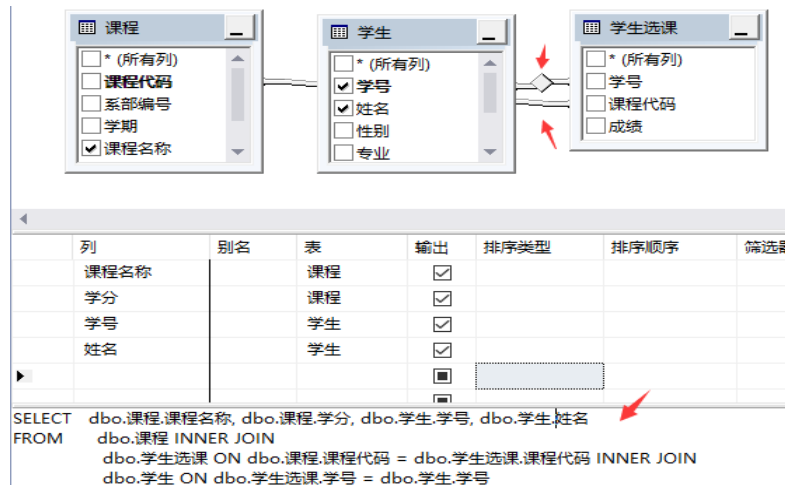 课程
* (所有列)
课程代码
系部编号
学期
课程名称
学生
* (所有列)
学号
姓名
性别
专业
学生选课
* (所有列)
学号
课程代码
成绩
列 别名 表 输出 排序类型 排序顺序
课程名称 课程
学分 课程
学号 学生
姓名 学生
SELECT dbo.课程.课程名称, dbo.课程.学分, dbo.学生.学号, dbo.学生.姓名
FROM dbo.课程 INNER JOIN
dbo.学生选课 ON dbo.课程.课程代码 = dbo.学生选课.课程代码 INNER JOIN
dbo.学生 ON dbo.学生选课.学号 = dbo.学生.学号